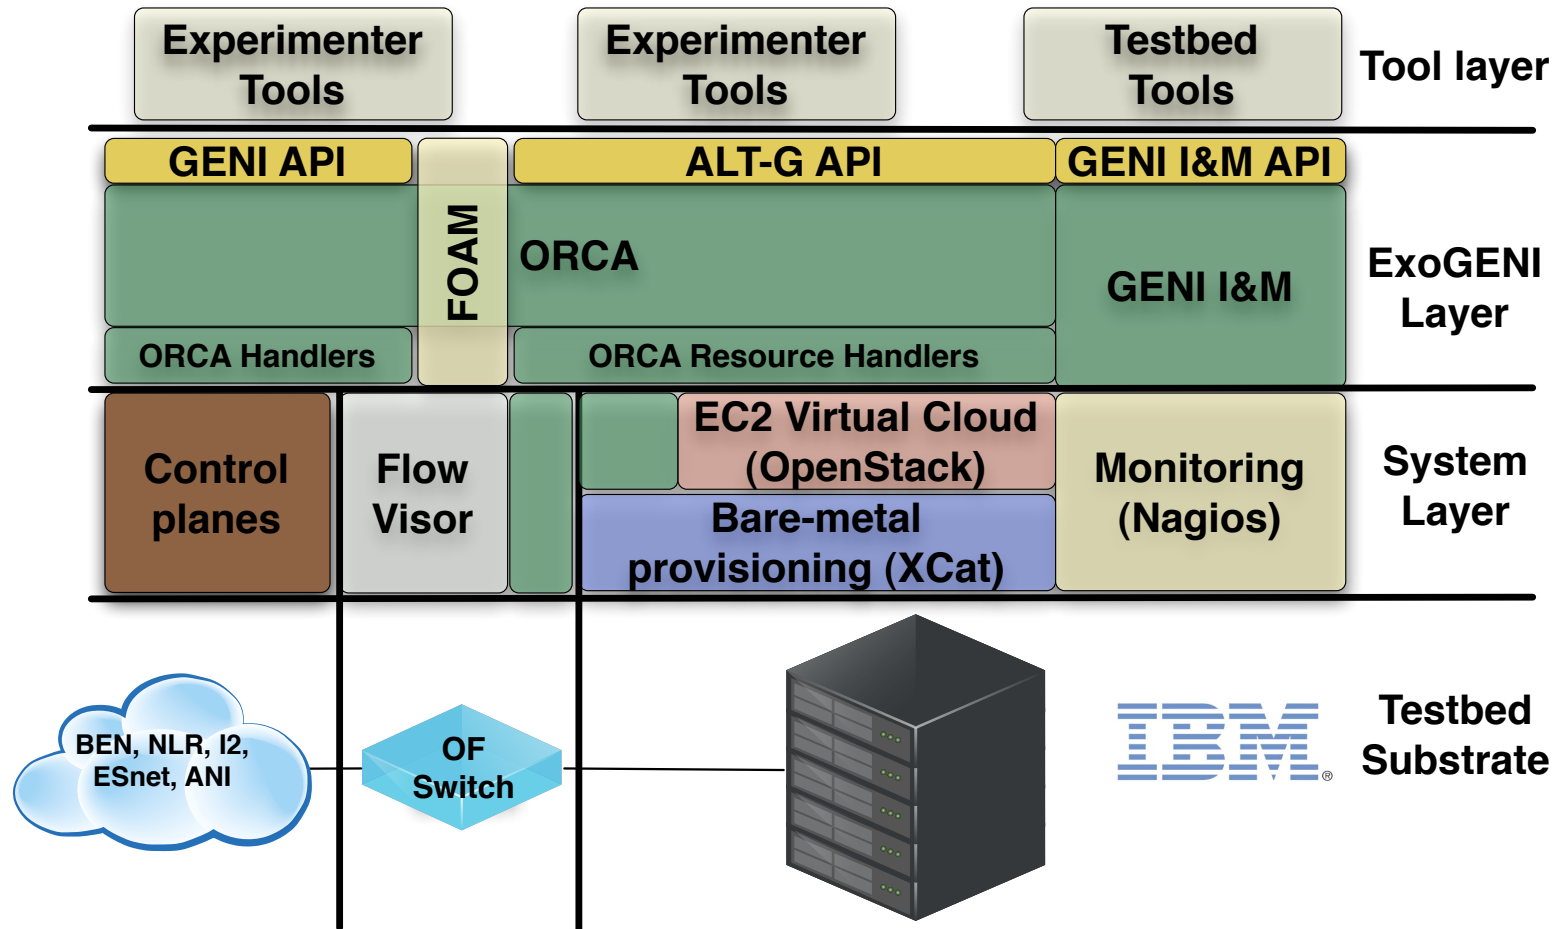 Experimenter
Tools
Experimenter
Tools
Testbed
Tools
Tool layer
GENI API
FOAM
ALT-G API
GENI I&M API
ORCA
GENI I&M
ExoGENI
Layer
ORCA Handlers
ORCA Resource Handlers
Control
planes
Flow
Visor
EC2 Virtual Cloud
(OpenStack)
Bare-metal
provisioning (XCat)
Monitoring
(Nagios)
System
Layer
BEN, NLR, I2,
ESnet, ANI
OF
Switch
IBM®
Testbed
Substrate